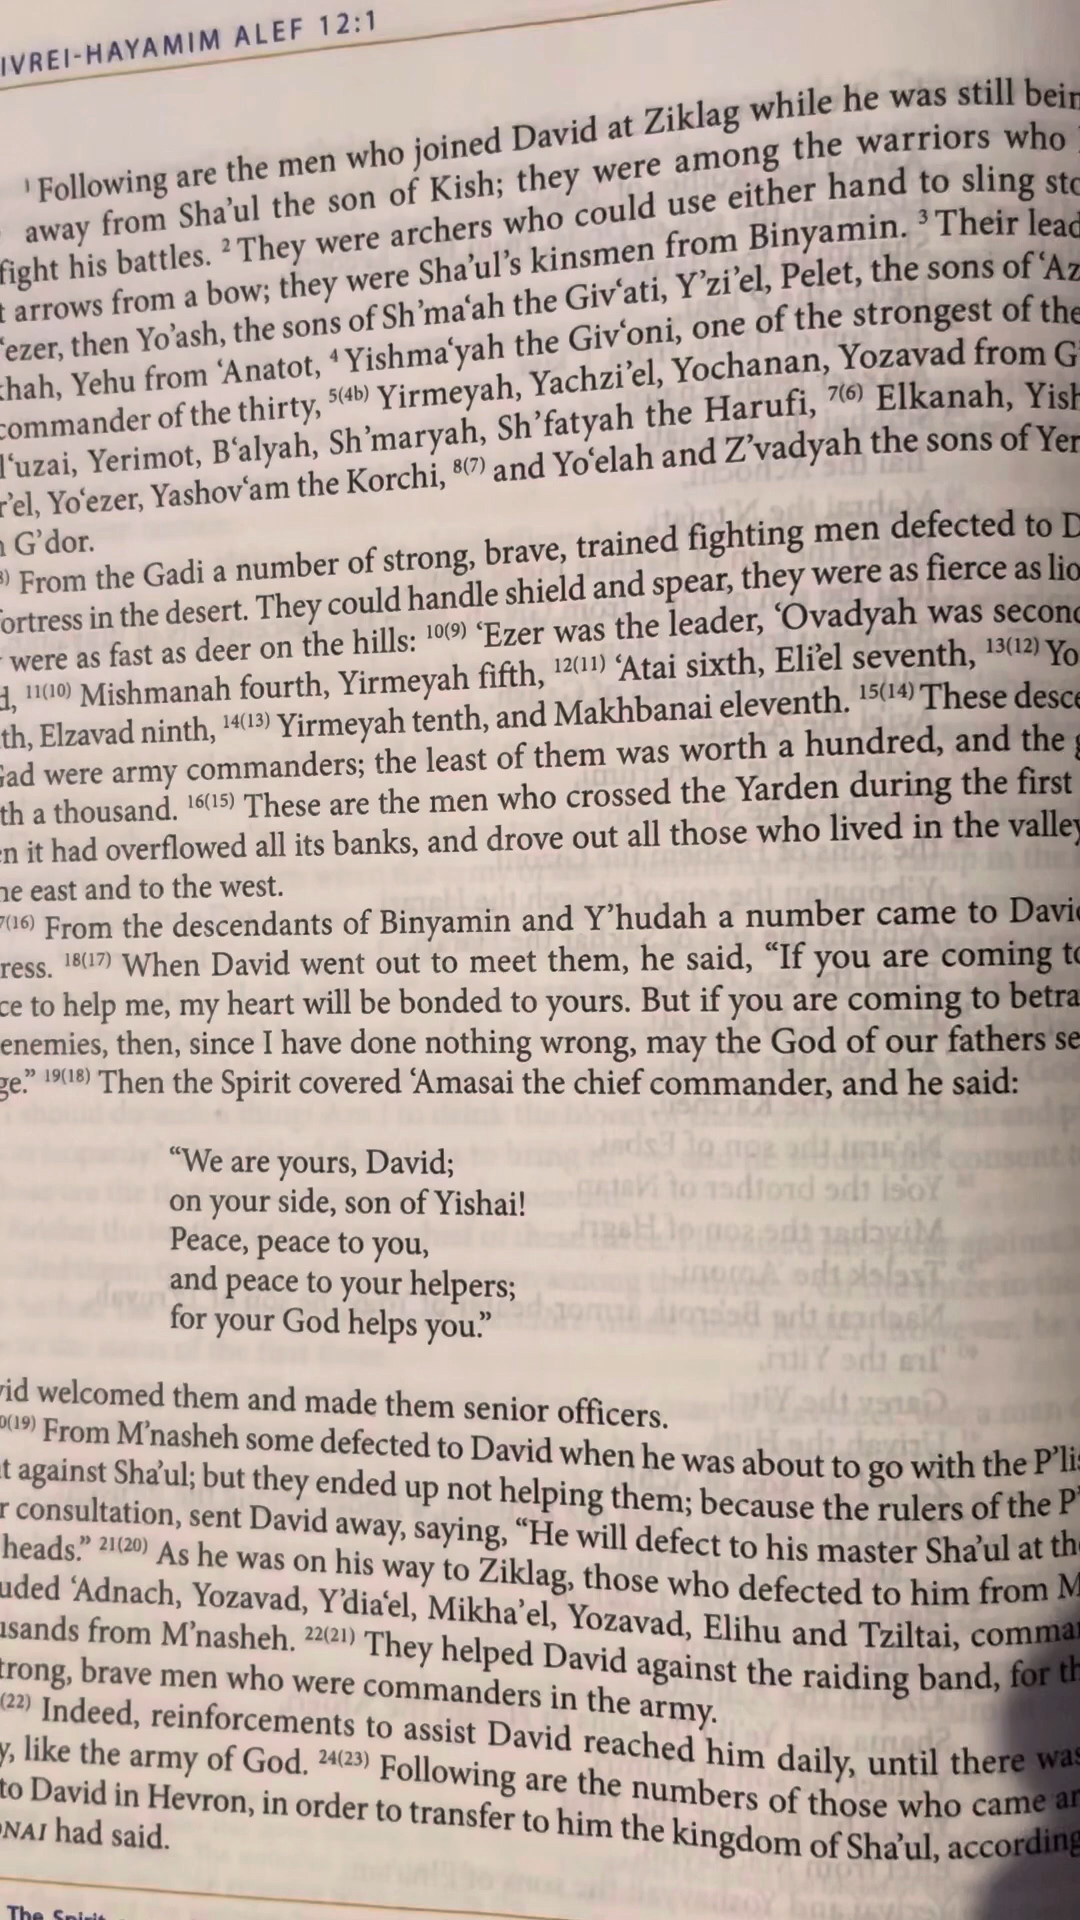 IVREI-HAYAMIM ALEF 12:1
1 Following are the men who joined David at Ziklag while he was still
away from Sha'ul the son of Kish; they were among the warriors who
fight his battles. 2 They were archers who could use either hand to sling
arrows from a bow; they were Sha'ul's kinsmen from Binyamin. 3 Their
‘ezer, then Yo'ash, the sons of Sh'ma'ah the Giv‘ati, Y'zi'el, Pelet, the sons of
hah, Yehu from ‘Anatot, 4 Yishma‘yah the Giv‘oni, one of the strongest of the
commander of the thirty, 5(4b) Yirmeyah, Yachzi'el, Yochanan, Yozavad from
l‘uzai, Yerimot, B‘alyah, Sh'maryah, Sh'fatyah the Harufi, 7(6) Elkanah,
r'el, Yo‘ezer, Yashov‘am the Korchi, 8(7) and Yo‘elah and Z'vadyah the sons of
G'dor.
From the Gadi a number of strong, brave, trained fighting men defected to
ortress in the desert. They could handle shield and spear, they were as fierce as
were as fast as deer on the hills: 10(9) ‘Ezer was the leader, ‘Ovadyah was
11(10) Mishmanah fourth, Yirmeyah fifth, 12(11) ‘Atai sixth, Eli'el seventh, 13(12)
th, Elzavad ninth, 14(13) Yirmeyah tenth, and Makhbanai eleventh. 15(14) These
Gad were army commanders; the least of them was worth a hundred, and the
th a thousand. 16(15) These are the men who crossed the Yarden during the first
n it had overflowed all its banks, and drove out all those who lived in the valley
he east and to the west.
(16) From the descendants of Binyamin and Y'hudah a number came to
ress. 18(17) When David went out to meet them, he said, “If you are coming
ce to help me, my heart will be bonded to yours. But if you are coming to
enemies, then, since I have done nothing wrong, may the God of our fathers
ge.” 19(18) Then the Spirit covered ‘Amasai the chief commander, and he said:
“We are yours, David;
on your side, son of Yishai!
Peace, peace to you,
and peace to your helpers;
for your God helps you.”
vid welcomed them and made them senior officers.
0(19) From M'nasheh some defected to David when he was about to go with the
t against Sha'ul; but they ended up not helping them; because the rulers of the
r consultation, sent David away, saying, “He will defect to his master Sha'ul at
heads.” 21(20) As he was on his way to Ziklag, those who defected to him from
uded ‘Adnach, Yozavad, Y'dia‘el, Mikha'el, Yozavad, Elihu and Tziltai,
usands from M'nasheh. 22(21) They helped David against the raiding band, for
trong, brave men who were commanders in the army.
(22) Indeed, reinforcements to assist David reached him daily, until there was
y, like the army of God. 24(23) Following are the numbers of those who came
to David in Hevron, in order to transfer to him the kingdom of Sha'ul, according
NAI had said.
The Spirit